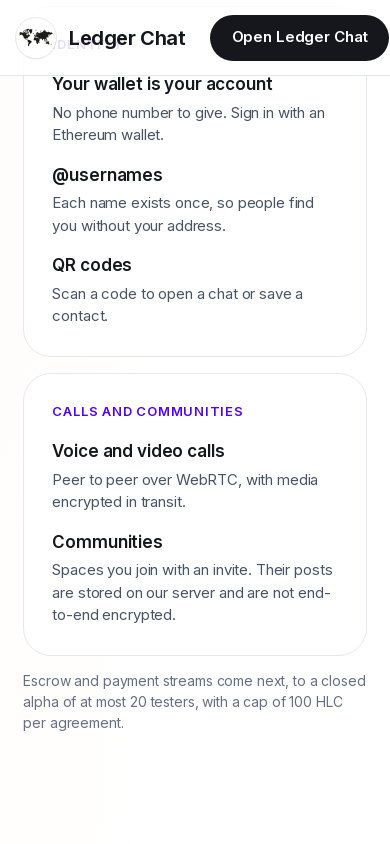 Ledger Chat
Open Ledger Chat
IDENTITY
Your wallet is your account
No phone number to give. Sign in with an
Ethereum wallet.
@usernames
Each name exists once, so people find
you without your address.
QR codes
Scan a code to open a chat or save a
contact.
CALLS AND COMMUNITIES
Voice and video calls
Peer to peer over WebRTC, with media
encrypted in transit.
Communities
Spaces you join with an invite. Their posts
are stored on our server and are not end-
to-end encrypted.
Escrow and payment streams come next, to a closed
alpha of at most 20 testers, with a cap of 100 HLC
per agreement.